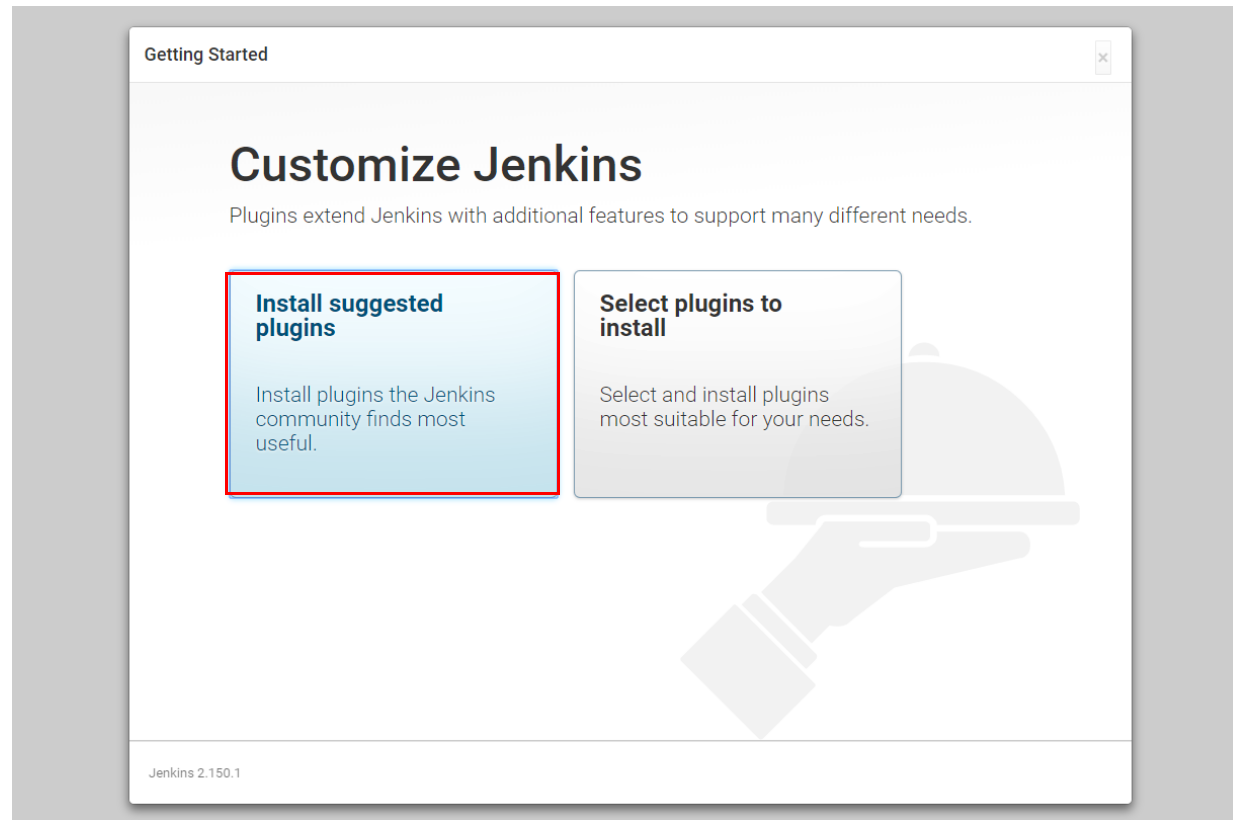 Getting Started
×
Customize Jenkins
Plugins extend Jenkins with additional features to support many different needs.
Install suggested
plugins
Install plugins the Jenkins
community finds most
useful.
Select plugins to
install
Select and install plugins
most suitable for your needs.
Jenkins 2.150.1